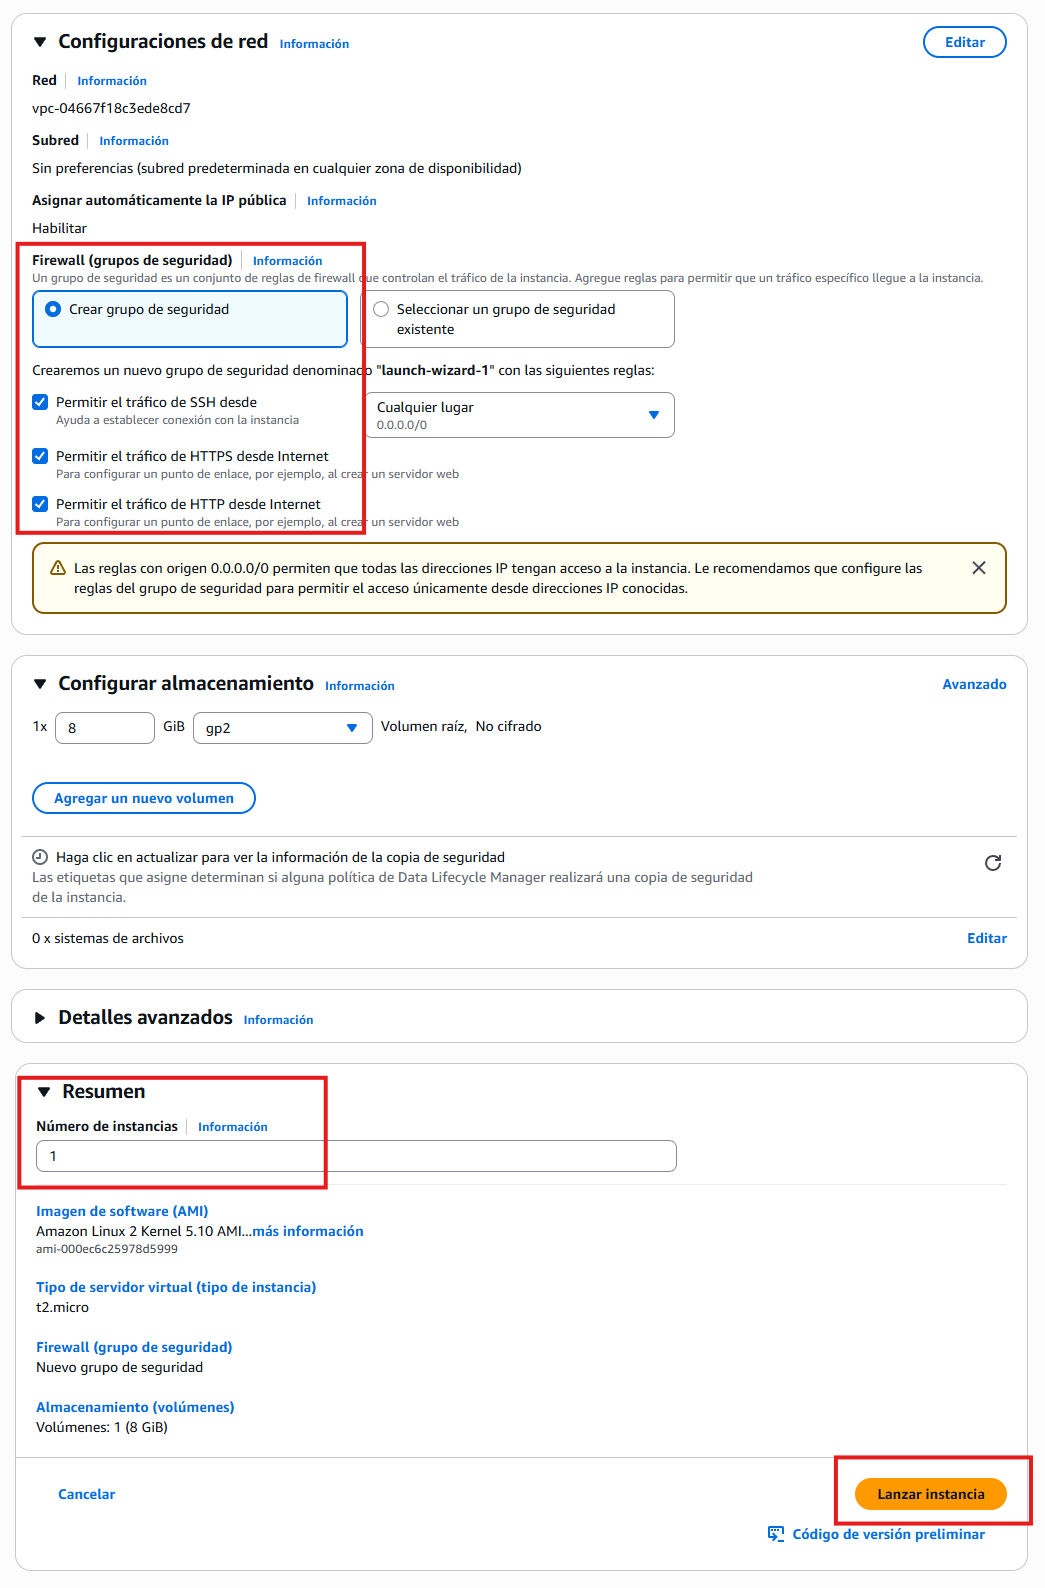 Configuraciones de red Información
Editar
Red Información
vpc-04667f18c3ede8cd7
Subred Información
Sin preferencias (subred predeterminada en cualquier zona de disponibilidad)
Asignar automáticamente la IP pública Información
Habilitar
Firewall (grupos de seguridad) Información
Un grupo de seguridad es un conjunto de reglas de firewall que controlan el tráfico de la instancia. Agregue reglas para permitir que un tráfico específico llegue a la instancia.
Crear grupo de seguridad
Seleccionar un grupo de seguridad
existente
Crearemos un nuevo grupo de seguridad denominado "launch-wizard-1" con las siguientes reglas:
Permitir el tráfico de SSH desde
Ayuda a establecer conexión con la instancia
Cualquier lugar
0.0.0.0/0
Permitir el tráfico de HTTPS desde Internet
Para configurar un punto de enlace, por ejemplo, al crear un servidor web
Permitir el tráfico de HTTP desde Internet
Para configurar un punto de enlace, por ejemplo, al crear un servidor web
Las reglas con origen 0.0.0.0/0 permiten que todas las direcciones IP tengan acceso a la instancia. Le recomendamos que configure las
reglas del grupo de seguridad para permitir el acceso únicamente desde direcciones IP conocidas.
Configurar almacenamiento Información
Avanzado
1x 8 GiB gp2 Volumen raíz, No cifrado
Agregar un nuevo volumen
Haga clic en actualizar para ver la información de la copia de seguridad
Las etiquetas que asigne determinan si alguna política de Data Lifecycle Manager realizará una copia de seguridad
de la instancia.
0 x sistemas de archivos
Editar
Detalles avanzados Información
Resumen
Número de instancias Información
1
Imagen de software (AMI)
Amazon Linux 2 Kernel 5.10 AMI...más información
ami-000ec6c25978d5999
Tipo de servidor virtual (tipo de instancia)
t2.micro
Firewall (grupo de seguridad)
Nuevo grupo de seguridad
Almacenamiento (volúmenes)
Volúmenes: 1 (8 GiB)
Cancelar
Lanzar instancia
Código de versión preliminar